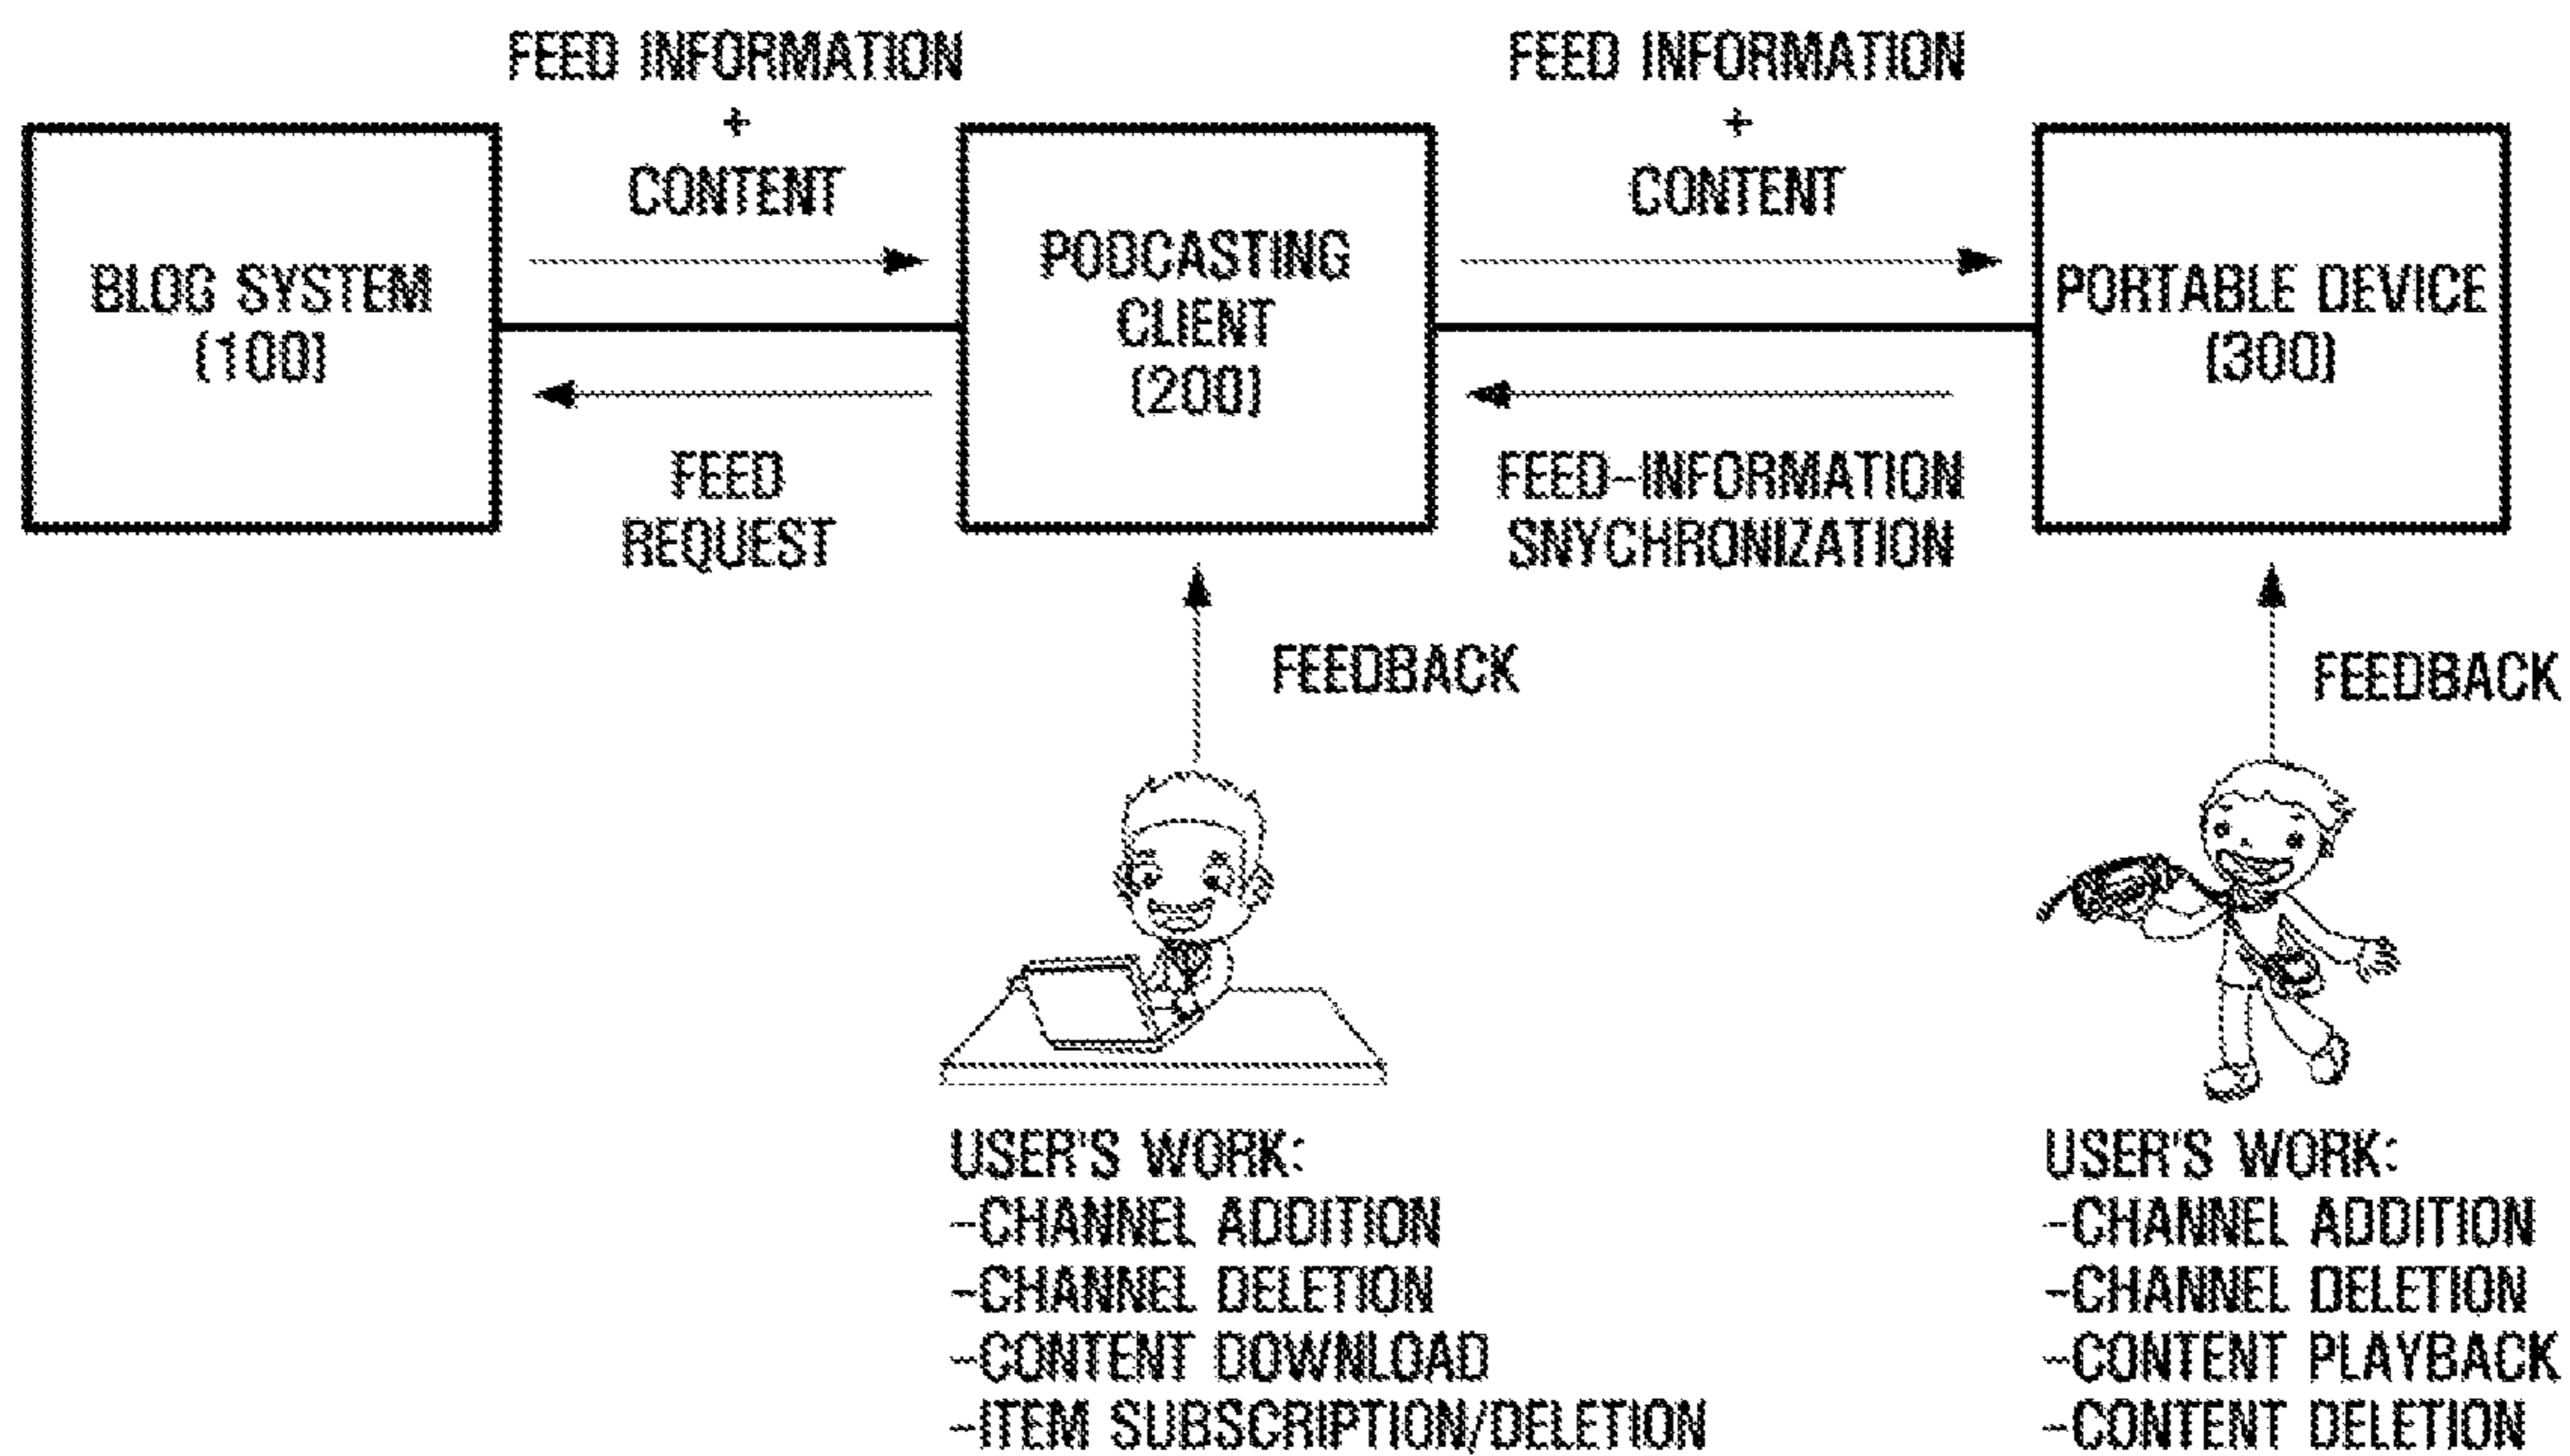 FEED INFORMATION
+
CONTENT
FEED INFORMATION
+
CONTENT
BLOG SYSTEM
(100)
PODCASTING
CLIENT
(200)
PORTABLE DEVICE
(300)
FEED
REQUEST
FEED-INFORMATION
SNYCHRONIZATION
FEEDBACK
FEEDBACK
USER'S WORK:
-CHANNEL ADDITION
-CHANNEL DELETION
-CONTENT DOWNLOAD
-ITEM SUBSCRIPTION/DELETION
USER'S WORK:
-CHANNEL ADDITION
-CHANNEL DELETION
-CONTENT PLAYBACK
-CONTENT DELETION